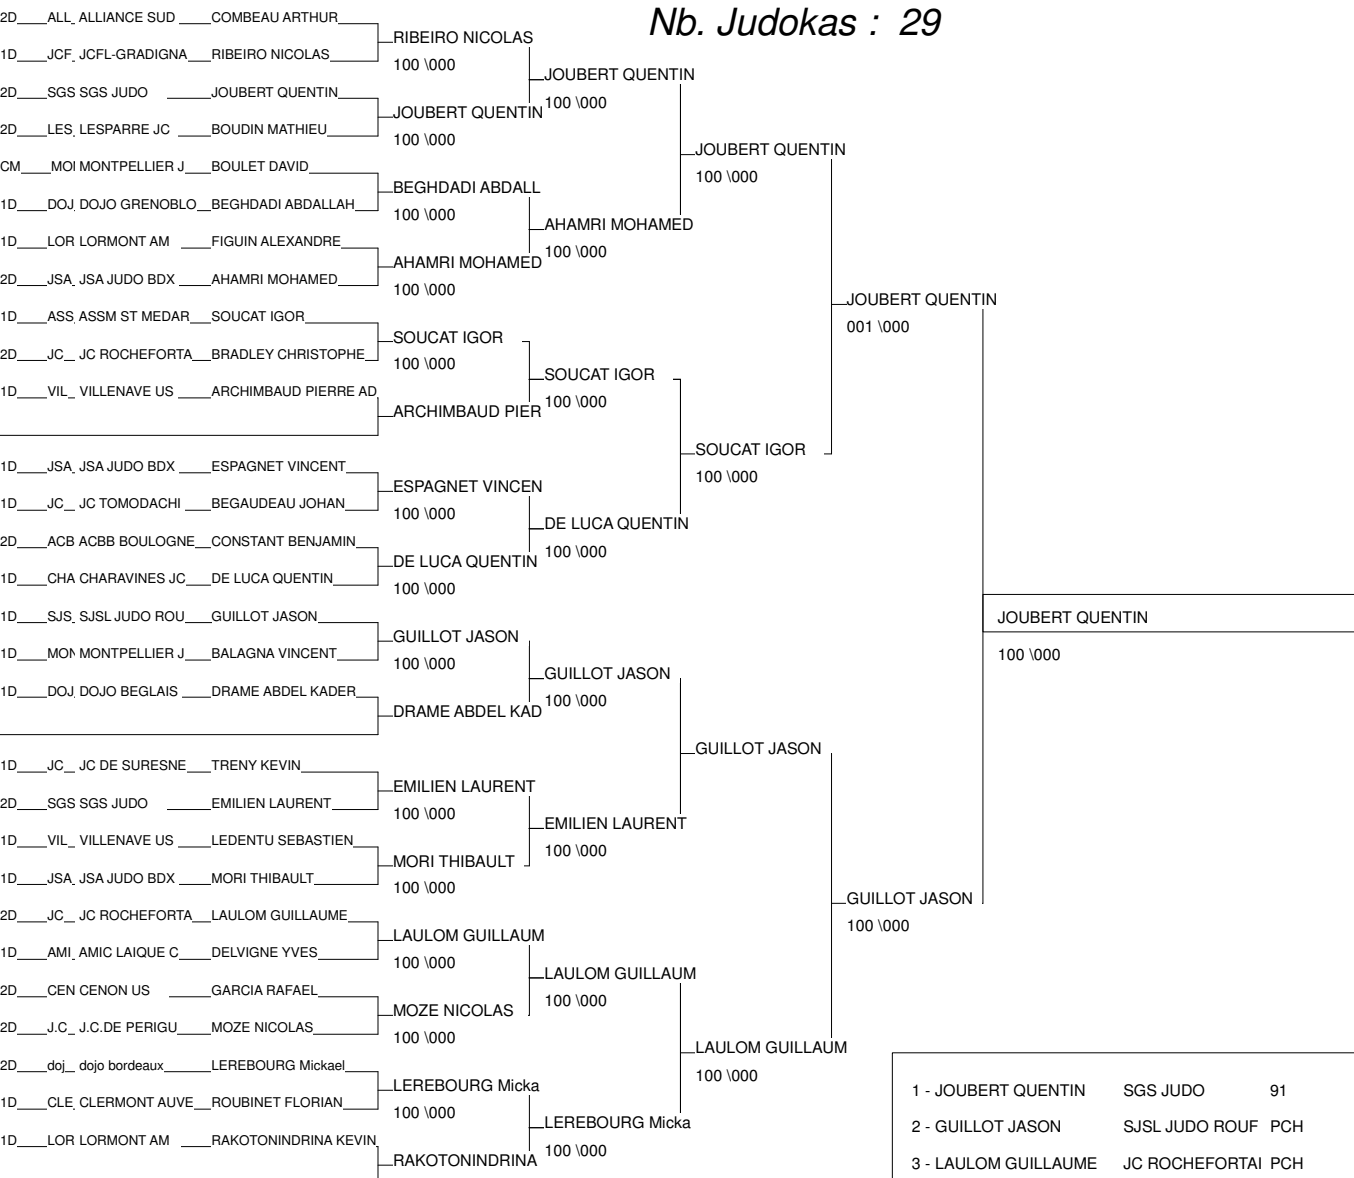 Nb. Judokas : 29
2D ALL ALLIANCE SUD COMBEAU ARTHUR
1D JCF JCFL-GRADIGNA RIBEIRO NICOLAS
2D SGS SGS JUDO JOUBERT QUENTIN
2D LES LESPARRE JC BOUDIN MATHIEU
CM MOI MONTPELLIER J BOULET DAVID
1D DOJ DOJO GRENOBLO BEGHDADI ABDALLAH
1D LOR LORMONT AM FIGUIN ALEXANDRE
2D JSA JSA JUDO BDX AHAMRI MOHAMED
1D ASS ASSM ST MEDAR SOUCAT IGOR
2D JC JC ROCHEFORTA BRADLEY CHRISTOPHE
1D VIL VILLENAVE US ARCHIMBAUD PIERRE AD
1D JSA JSA JUDO BDX ESPAGNET VINCENT
1D JC JC TOMODACHI BEGAUDEAU JOHAN
2D ACB ACBB BOULOGNE CONSTANT BENJAMIN
1D CHA CHARAVINES JC DE LUCA QUENTIN
1D SJS SJSL JUDO ROU GUILLOT JASON
1D MON MONTPELLIER J BALAGNA VINCENT
1D DOJ DOJO BEGLAIS DRAME ABDEL KADER
1D JC JC DE SURESNE TRENY KEVIN
2D SGS SGS JUDO EMILIEN LAURENT
1D VIL VILLENAVE US LEDENTU SEBASTIEN
1D JSA JSA JUDO BDX MORI THIBAULT
2D JC JC ROCHEFORTA LAULOM GUILLAUME
1D AMI AMIC LAIQUE C DELVIGNE YVES
2D CEN CENON US GARCIA RAFAEL
2D J.C J.C.DE PERIGU MOZE NICOLAS
2D doj dojo bordeaux LEREBOURG Mickael
1D CLE CLERMONT AUVE ROUBINET FLORIAN
1D LOR LORMONT AM RAKOTONINDRINA KEVIN
RIBEIRO NICOLAS
100 \000
JOUBERT QUENTIN
100 \000
BEGHDADI ABDALL
100 \000
AHAMRI MOHAMED
100 \000
SOUCAT IGOR
100 \000
ARCHIMBAUD PIER
ESPAGNET VINCEN
100 \000
DE LUCA QUENTIN
100 \000
GUILLOT JASON
100 \000
DRAME ABDEL KAD
EMILIEN LAURENT
100 \000
MORI THIBAULT
100 \000
LAULOM GUILLAUM
100 \000
MOZE NICOLAS
100 \000
LEREBOURG Micka
100 \000
RAKOTONINDRINA
JOUBERT QUENTIN
100 \000
AHAMRI MOHAMED
100 \000
SOUCAT IGOR
100 \000
DE LUCA QUENTIN
100 \000
GUILLOT JASON
100 \000
EMILIEN LAURENT
100 \000
LAULOM GUILLAUM
100 \000
LEREBOURG Micka
100 \000
JOUBERT QUENTIN
100 \000
SOUCAT IGOR
100 \000
GUILLOT JASON
LAULOM GUILLAUM
100 \000
JOUBERT QUENTIN
001 \000
GUILLOT JASON
100 \000
JOUBERT QUENTIN
100 \000
1 - JOUBERT QUENTIN SGS JUDO 91
2 - GUILLOT JASON SJSL JUDO ROUF PCH
3 - LAULOM GUILLAUME JC ROCHEFORTAI PCH